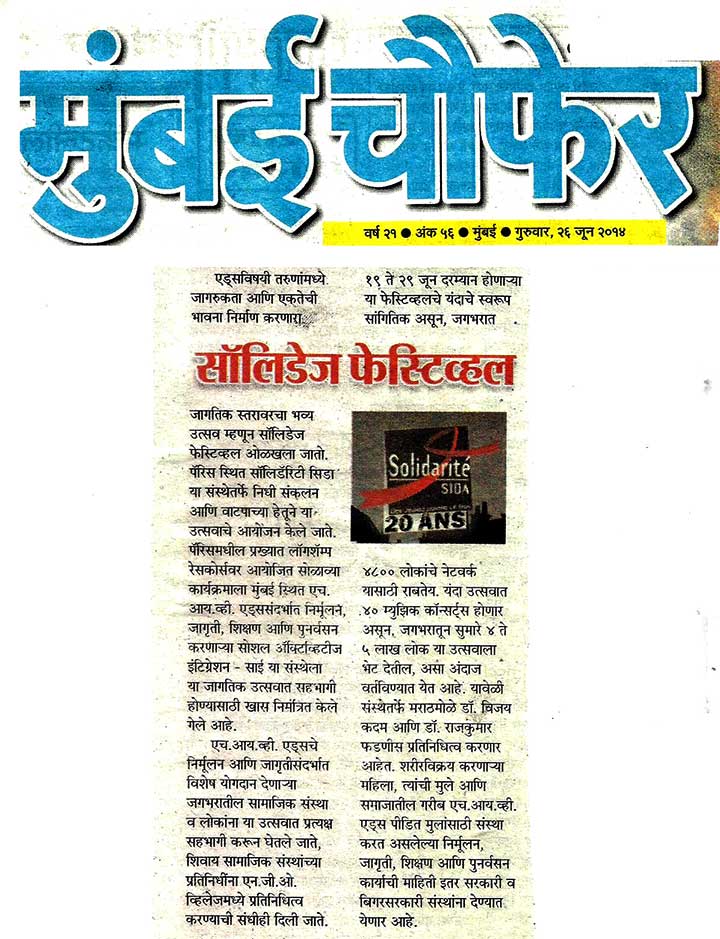 मुंबई चौफेर
वर्ष २१ ● अंक ५६ ● मुंबई ● गुरुवार, २६ जून २०१४
एड्सविषयी तरुणांमध्ये
जागरुकता आणि एकतेची
भावना निर्माण करणारा
१९ ते २९ जून दरम्यान होणाऱ्या
या फेस्टिव्हलचे यंदाचे स्वरूप
सांगितिक असून, जगभरात
सॉलिडेज फेस्टिव्हल
जागतिक स्तरावरचा भव्य
उत्सव म्हणून सॉलिडेज
फेस्टिव्हल ओळखला जातो.
पॅरिस स्थित सॉलिडॅरिटी सिडा
या संस्थेतर्फे निधी संकलन
आणि वाटपाच्या हेतूने या
उत्सवाचे आयोजन केले जाते.
पॅरिसमधील प्रख्यात लॉगशॅम्प
रेसकोर्सवर आयोजित सोळाव्या
कार्यक्रमाला मुंबई स्थित एच.
आय.व्ही. एड्ससंदर्भात निर्मूलन,
जागृती, शिक्षण आणि पुनर्वसन
करणाऱ्या सोशल ॲक्टिव्हिटीज
इंटिग्रेशन - साई या संस्थेला
या जागतिक उत्सवात सहभागी
होण्यासाठी खास निमंत्रित केले
गेले आहे.
एच.आय.व्ही. एड्सचे
निर्मूलन आणि जागृतीसंदर्भात
विशेष योगदान देणाऱ्या
जगभरातील सामाजिक संस्था
व लोकांना या उत्सवात प्रत्यक्ष
सहभागी करून घेतले जाते,
शिवाय सामाजिक संस्थांच्या
प्रतिनिधींना एन.जी.ओ.
व्हिलेजमध्ये प्रतिनिधित्व
करण्याची संधीही दिली जाते.
Solidarité
SIDA
20 ANS
४८०० लोकांचे नेटवर्क
यासाठी राबतेय. यंदा उत्सवात
४० म्युझिक कॉन्सर्ट्स होणार
असून, जगभरातून सुमारे ४ ते
५ लाख लोक या उत्सवाला
भेट देतील, असा अंदाज
वर्तविण्यात येत आहे. यावेळी
संस्थेतर्फे मराठमोळे डॉ. विजय
कदम आणि डॉ. राजकुमार
फडणीस प्रतिनिधित्व करणार
आहेत. शरीरविक्रय करणाऱ्या
महिला, त्यांची मुले आणि
समाजातील गरीब एच.आय.व्ही.
एड्स पीडित मुलांसाठी संस्था
करत असलेल्या निर्मूलन,
जागृती, शिक्षण आणि पुनर्वसन
कार्याची माहिती इतर सरकारी व
बिगरसरकारी संस्थांना देण्यात
येणार आहे.